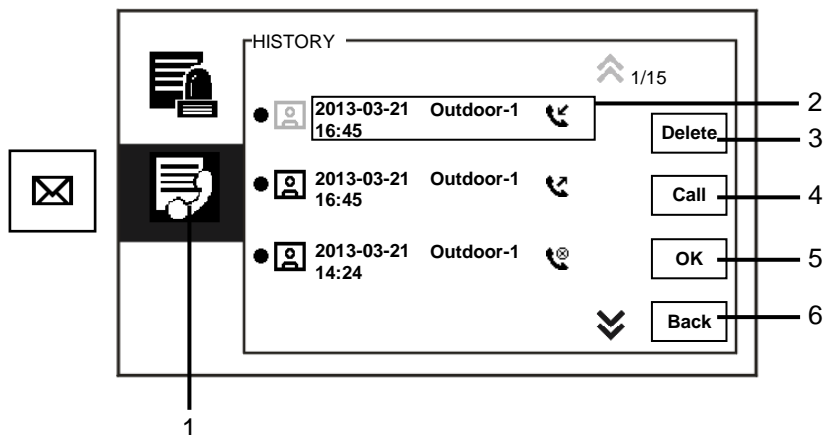 HISTORY
1/15
2013-03-21 Outdoor-1
16:45
2
Delete
3
2013-03-21 Outdoor-1
16:45
Call
4
2013-03-21 Outdoor-1
14:24
OK
5
Back
6
1